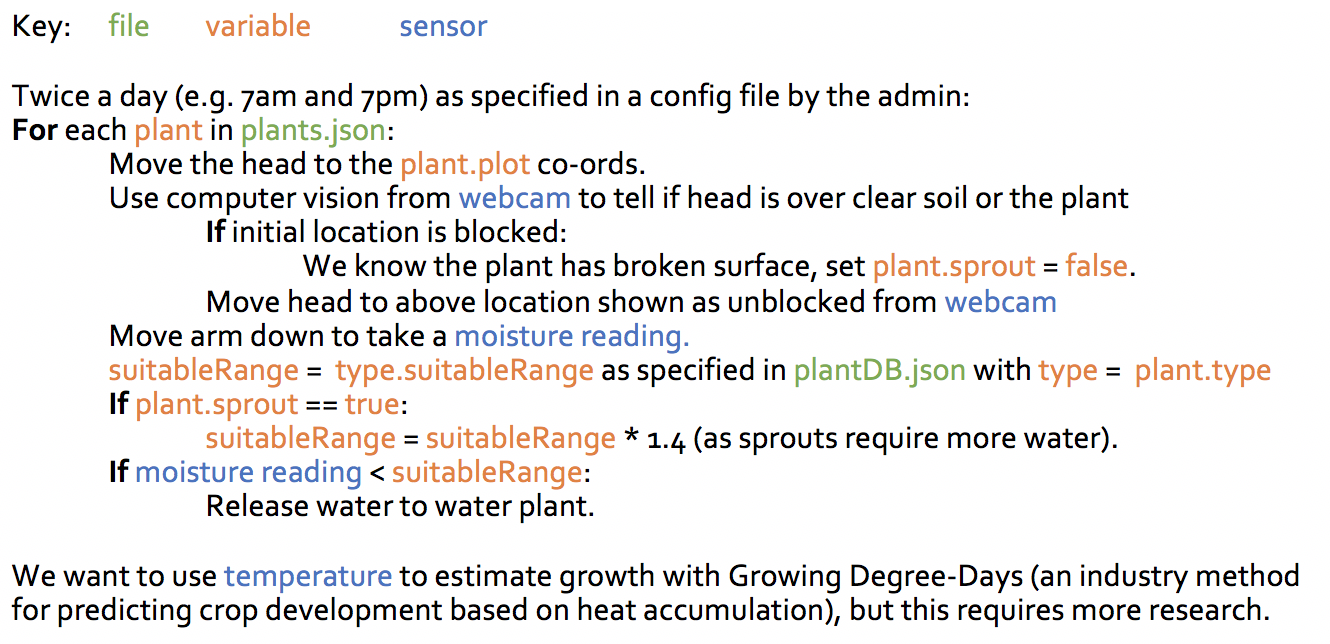 Key: file variable sensor
Twice a day (e.g. 7am and 7pm) as specified in a config file by the admin:
For each plant in plants.json:
Move the head to the plant.plot co-ords.
Use computer vision from webcam to tell if head is over clear soil or the plant
If initial location is blocked:
We know the plant has broken surface, set plant.sprout = false.
Move head to above location shown as unblocked from webcam
Move arm down to take a moisture reading.
suitableRange = type.suitableRange as specified in plantDB.json with type = plant.type
If plant.sprout == true:
suitableRange = suitableRange * 1.4 (as sprouts require more water).
If moisture reading < suitableRange:
Release water to water plant.
We want to use temperature to estimate growth with Growing Degree-Days (an industry method
for predicting crop development based on heat accumulation), but this requires more research.